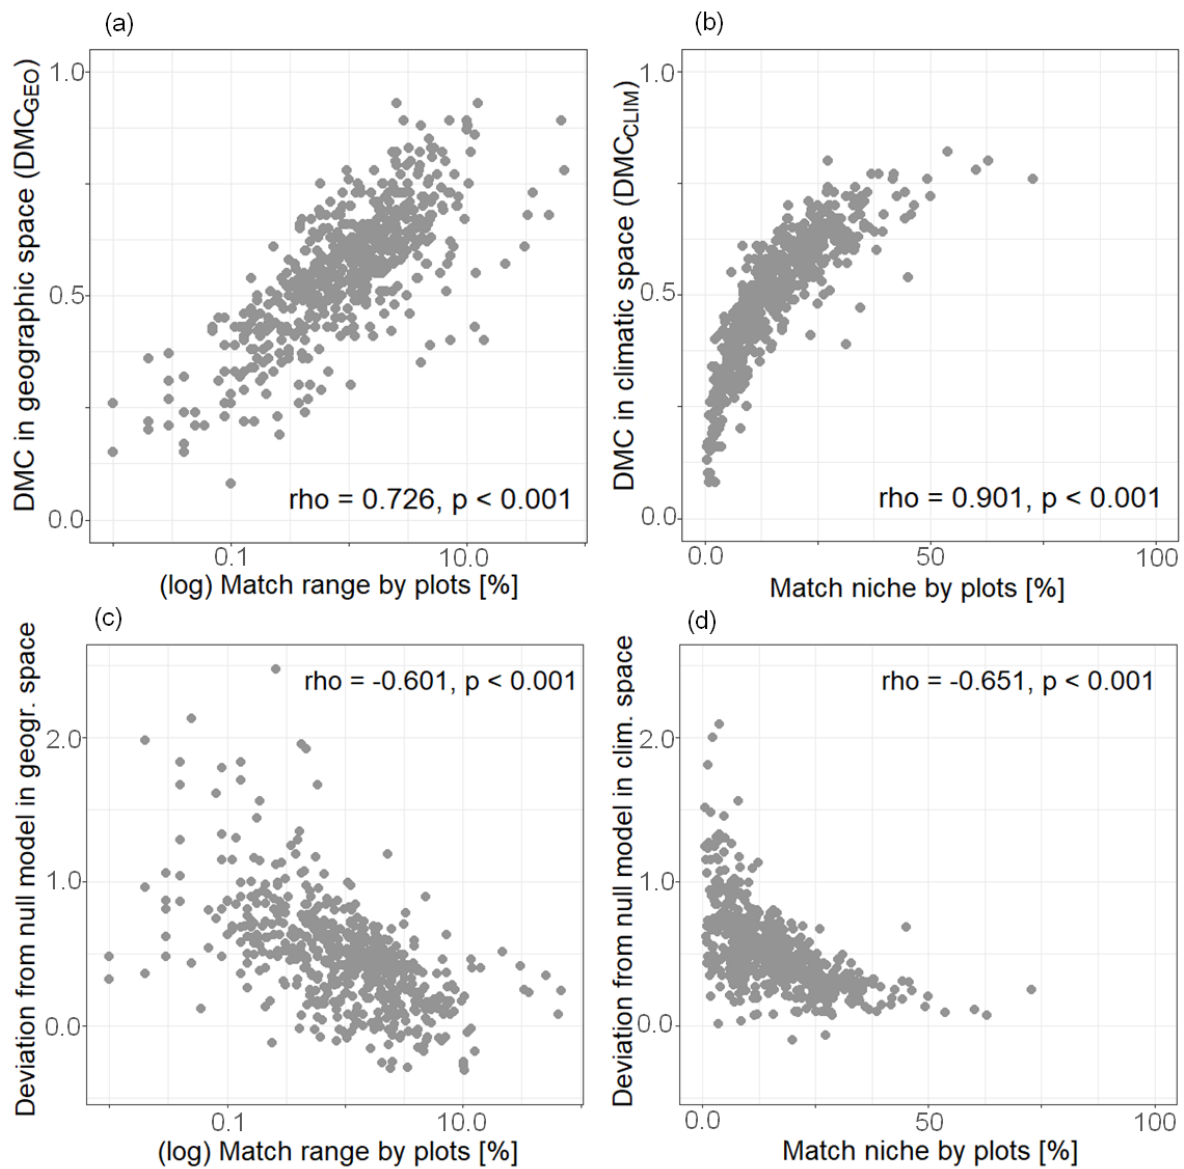 (a)
DMC in geographic space (DMCGEO)
1.0
0.5
0.0
rho = 0.726, p < 0.001
0.1
10.0
(log) Match range by plots [%]
(b)
DMC in climatic space (DMCCLIM)
1.0
0.5
0.0
rho = 0.901, p < 0.001
0.0
50
100
Match niche by plots [%]
(c)
Deviation from null model in geogr. space
2.0
1.0
0.0
rho = -0.601, p < 0.001
0.1
10.0
(log) Match range by plots [%]
(d)
Deviation from null model in clim. space
2.0
1.0
0.0
rho = -0.651, p < 0.001
0.0
50
100
Match niche by plots [%]